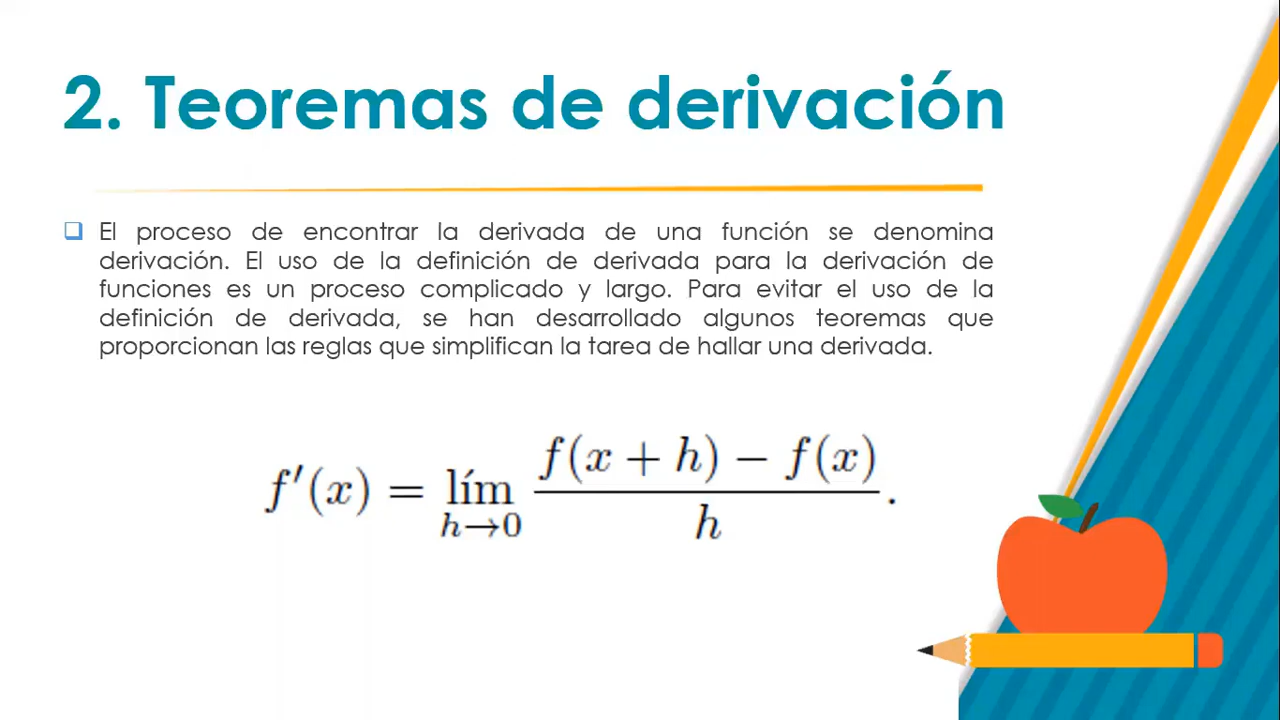 2. Teoremas de derivación
El proceso de encontrar la derivada de una función se denomina
derivación. El uso de la definición de derivada para la derivación de
funciones es un proceso complicado y largo. Para evitar el uso de la
definición de derivada, se han desarrollado algunos teoremas que
proporcionan las reglas que simplifican la tarea de hallar una derivada.
f′(x) = lím_{h→0} \frac{f(x + h) − f(x)}{h}.